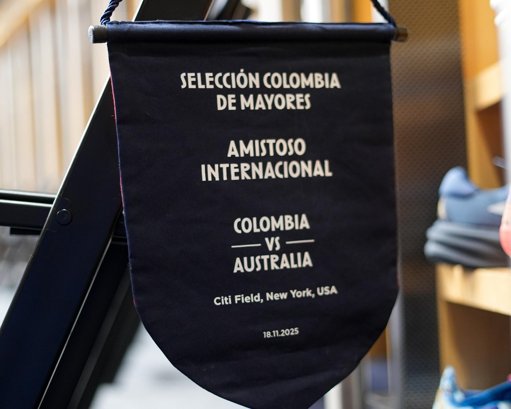 SELECCIÓN COLOMBIA
DE MAYORES
AMISTOSO
INTERNACIONAL
COLOMBIA
VS
AUSTRALIA
Citi Field, New York, USA
18.11.2025